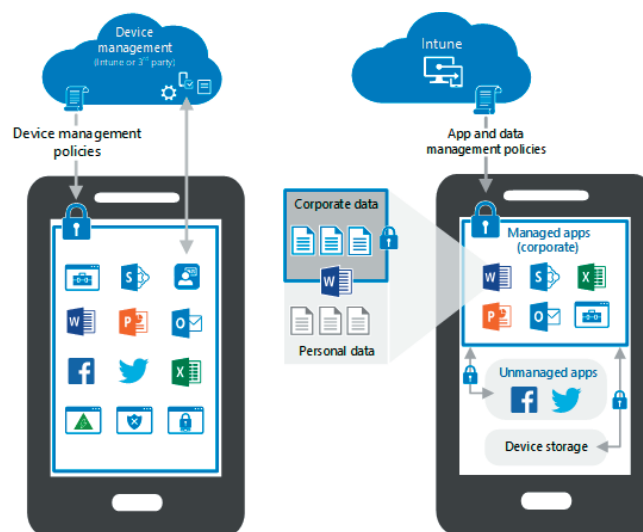 Device
management
(Intune or 3rd party)
Device management
policies
Intune
App and data
management policies
Corporate data
W
Personal data
Managed apps
(corporate)
S
W
P
O
f
X
W
S
X
P
O
Unmanaged apps
f
Device storage